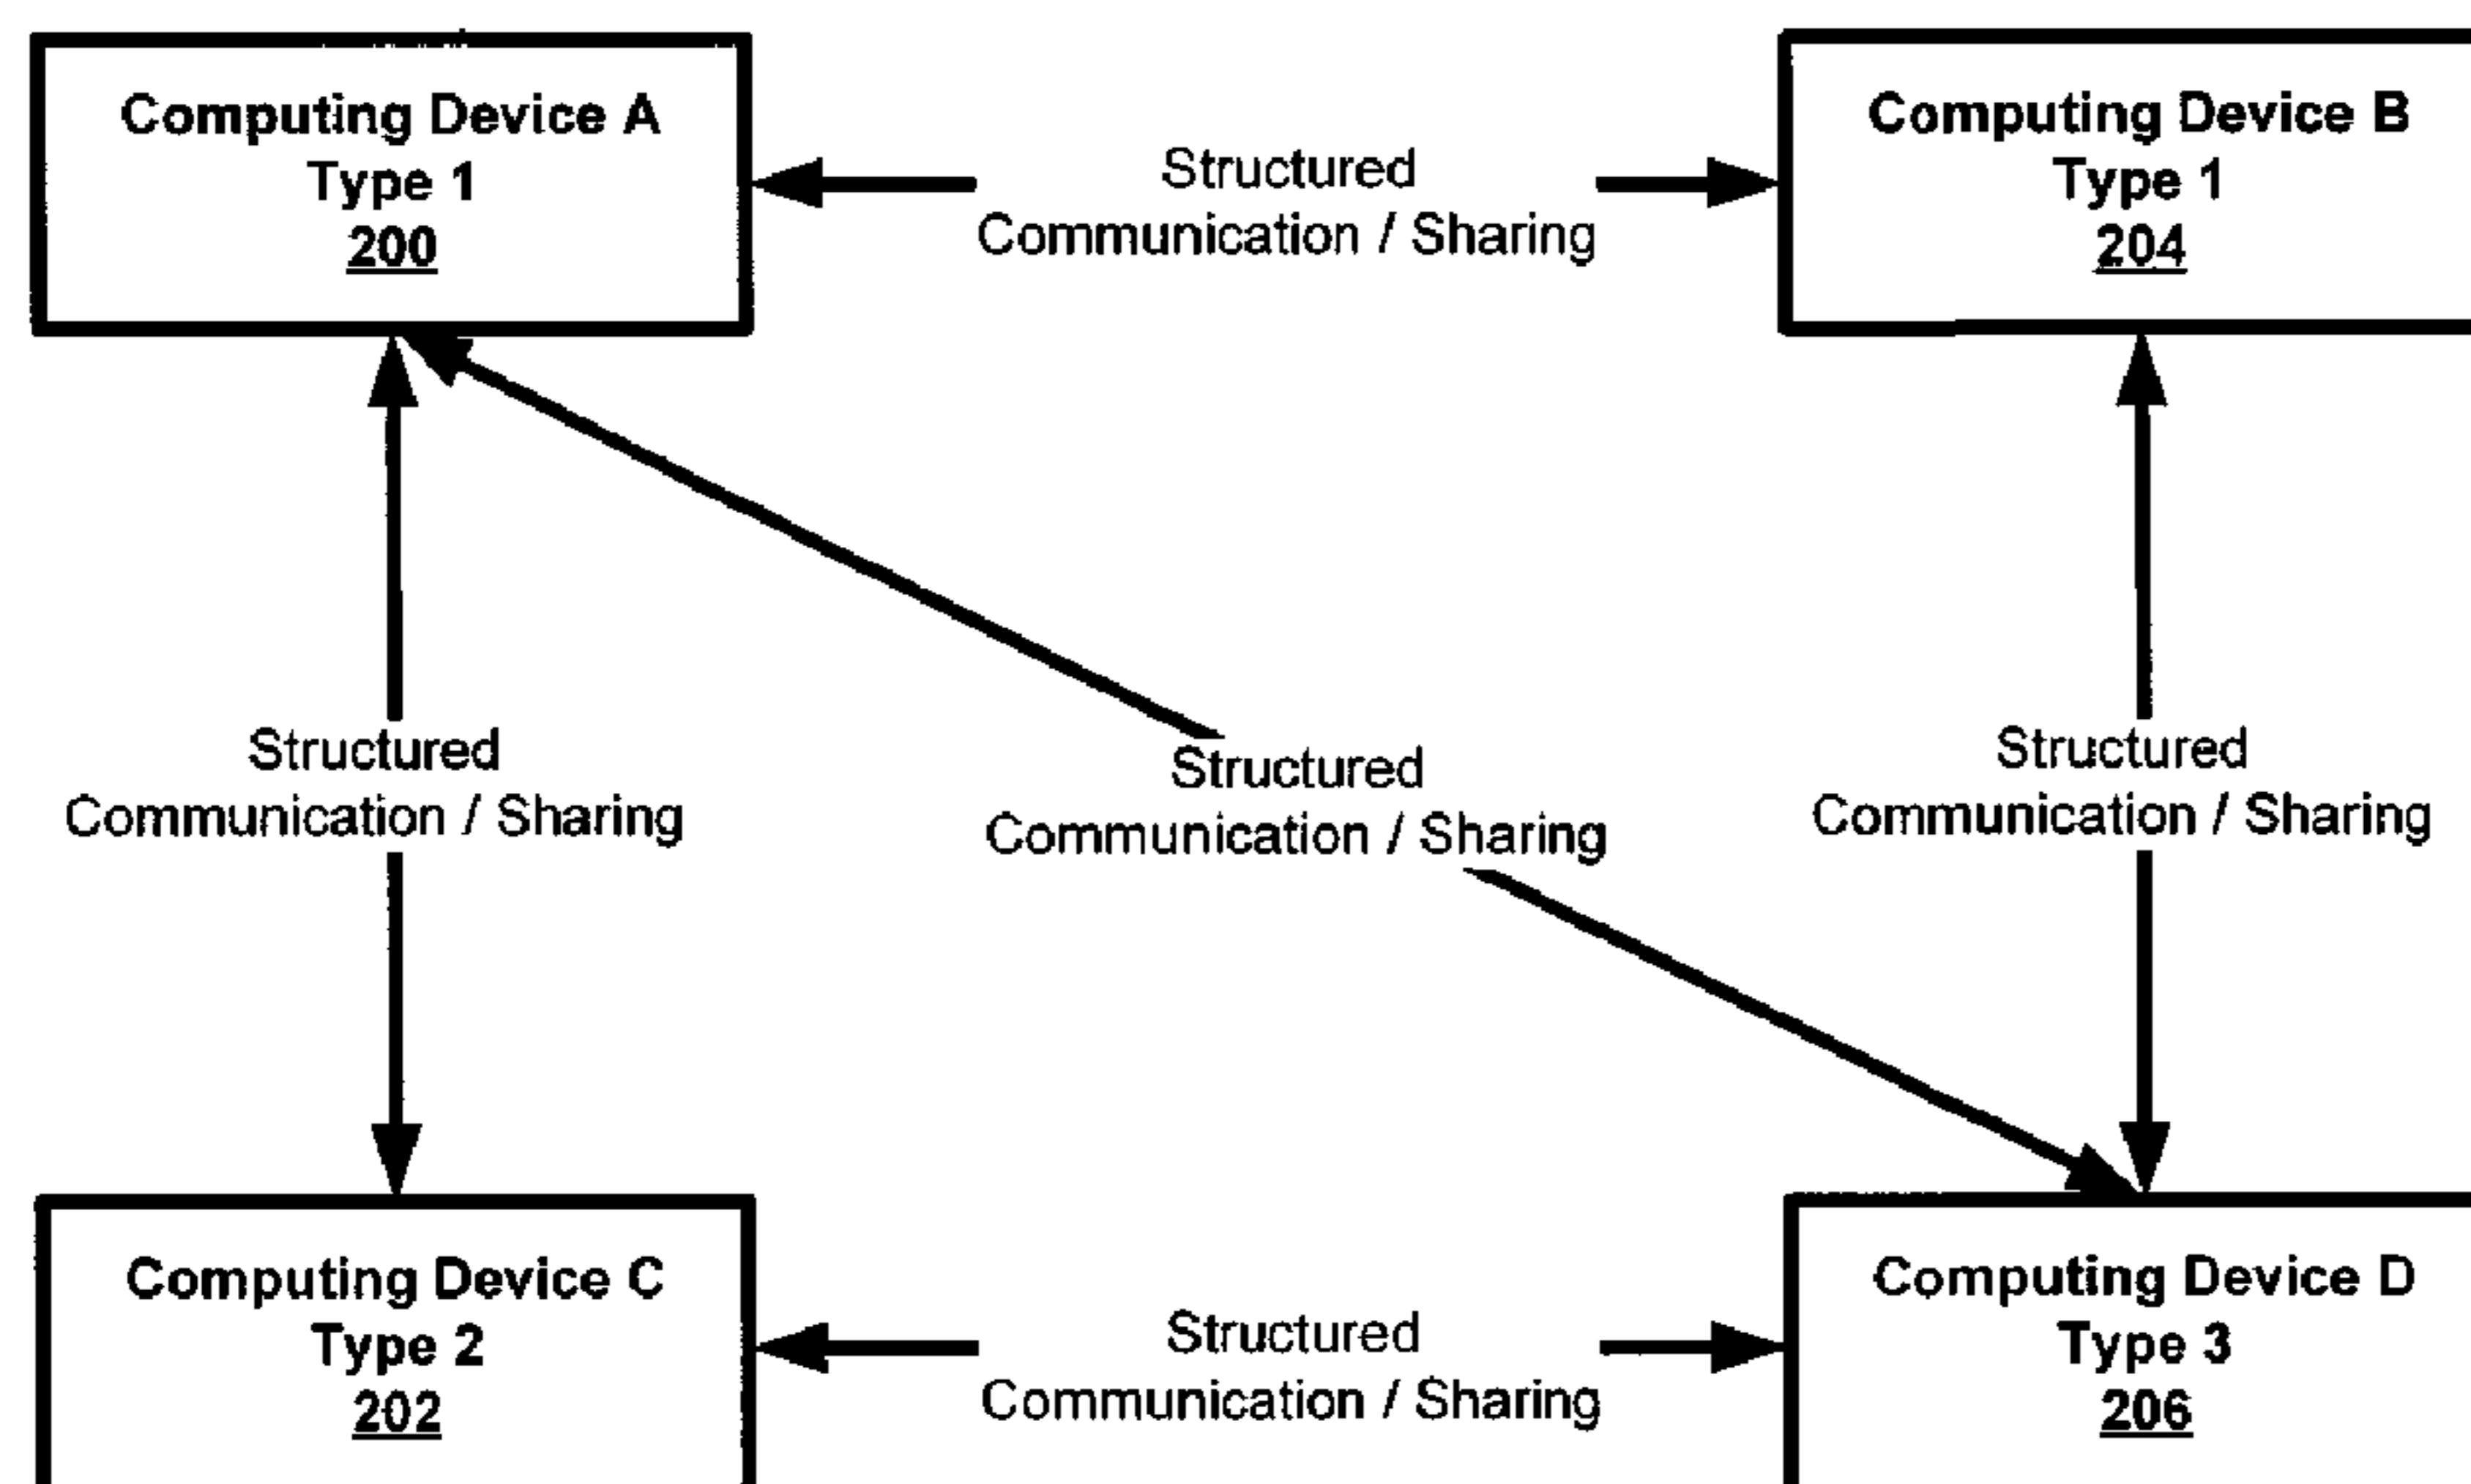 Computing Device A
Type 1
200
Structured
Communication / Sharing
Computing Device B
Type 1
204
Structured
Communication / Sharing
Structured
Communication / Sharing
Structured
Communication / Sharing
Computing Device C
Type 2
202
Structured
Communication / Sharing
Computing Device D
Type 3
206